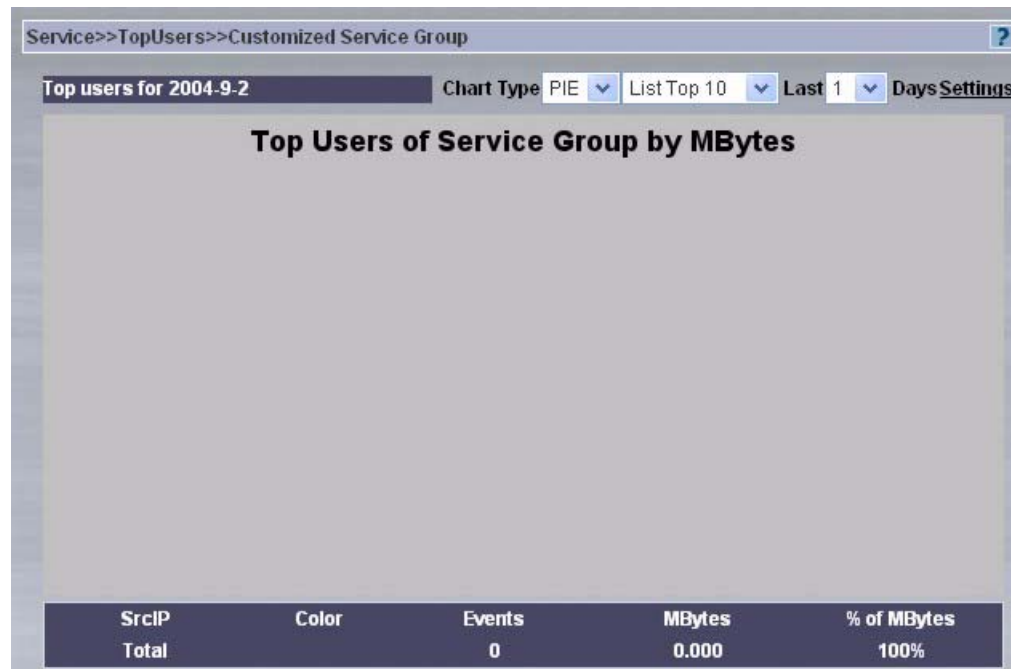 Service>>TopUsers>>Customized Service Group ?
Top users for 2004-9-2 Chart Type PIE List Top 10 Last 1 Days Settings
Top Users of Service Group by MBytes
SrcIP Color Events MBytes % of MBytes
Total 0 0.000 100%